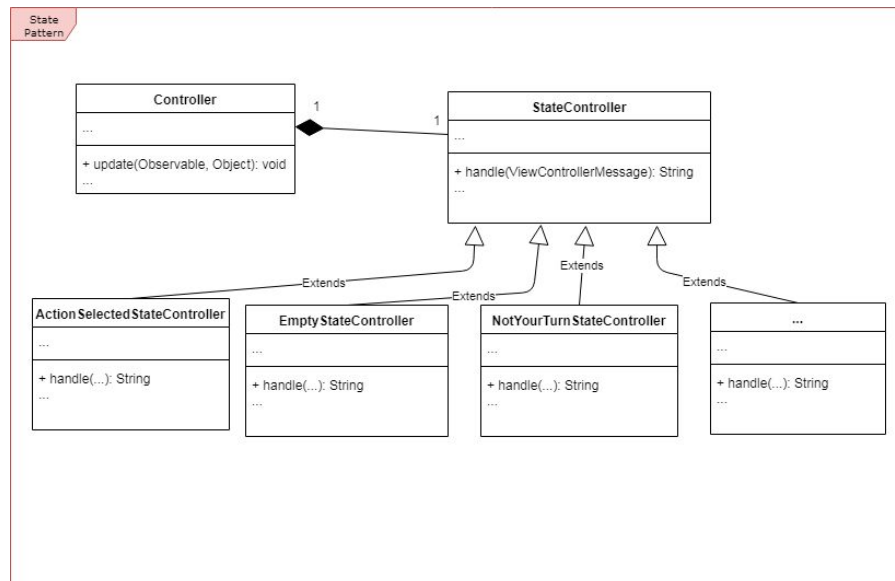 State
Pattern
Controller
...
+ update(Observable, Object): void
...
1
1
StateController
...
+ handle(ViewControllerMessage): String
...
Extends
Extends
Extends
Extends
ActionSelectedStateController
...
+ handle(...): String
...
EmptyStateController
...
+ handle(...): String
...
NotYourTurnStateController
...
+ handle(...): String
...
...
...
+ handle(...): String
...